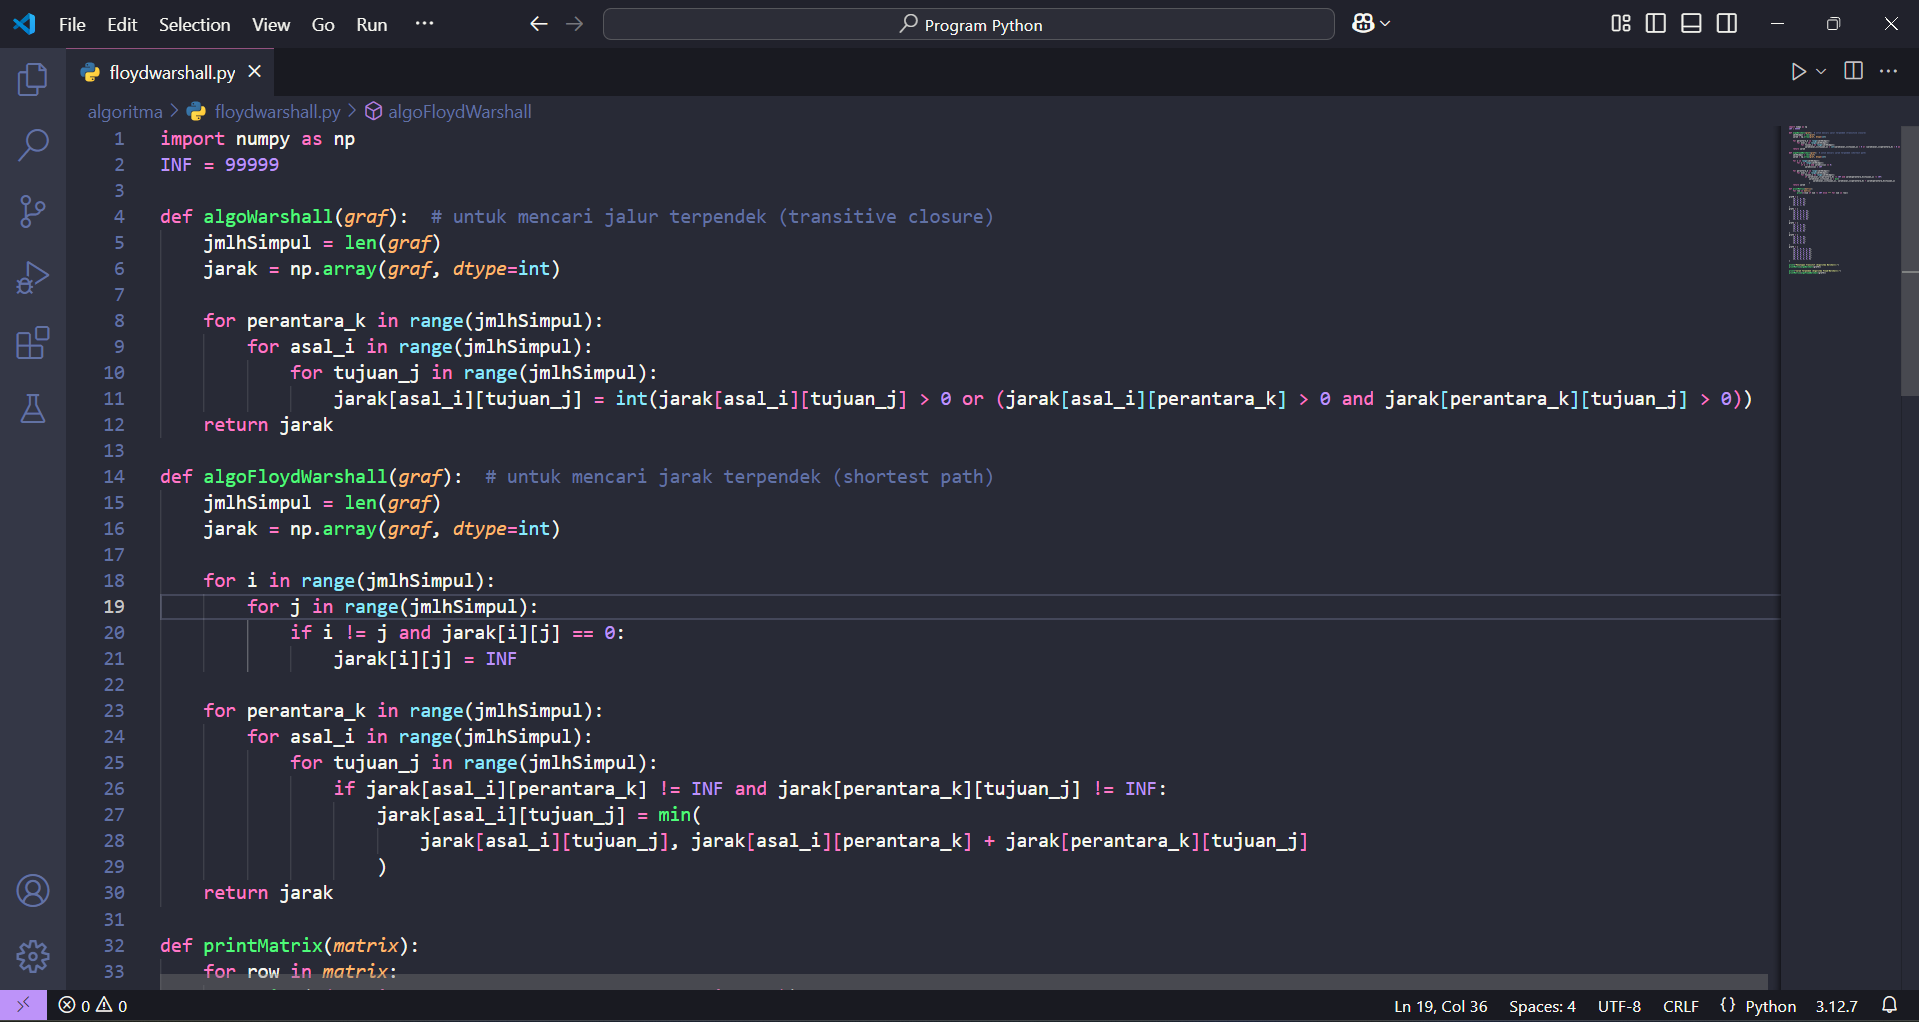 File Edit Selection View Go Run ··· Program Python
floydwarshall.py
algoritma > floydwarshall.py > algoFloydWarshall
1 import numpy as np
2 INF = 99999
3
4 def algoWarshall(graf):  # untuk mencari jalur terpendek (transitive closure)
5     jmlhSimpul = len(graf)
6     jarak = np.array(graf, dtype=int)
7
8     for perantara_k in range(jmlhSimpul):
9         for asal_i in range(jmlhSimpul):
10             for tujuan_j in range(jmlhSimpul):
11                 jarak[asal_i][tujuan_j] = int(jarak[asal_i][tujuan_j] > 0 or (jarak[asal_i][perantara_k] > 0 and jarak[perantara_k][tujuan_j] > 0))
12     return jarak
13
14 def algoFloydWarshall(graf):  # untuk mencari jarak terpendek (shortest path)
15     jmlhSimpul = len(graf)
16     jarak = np.array(graf, dtype=int)
17
18     for i in range(jmlhSimpul):
19         for j in range(jmlhSimpul):
20             if i != j and jarak[i][j] == 0:
21                 jarak[i][j] = INF
22
23     for perantara_k in range(jmlhSimpul):
24         for asal_i in range(jmlhSimpul):
25             for tujuan_j in range(jmlhSimpul):
26                 if jarak[asal_i][perantara_k] != INF and jarak[perantara_k][tujuan_j] != INF:
27                     jarak[asal_i][tujuan_j] = min(
28                         jarak[asal_i][tujuan_j], jarak[asal_i][perantara_k] + jarak[perantara_k][tujuan_j]
29                     )
30     return jarak
31
32 def printMatrix(matrix):
33     for row in matrix:
0 0 Ln 19, Col 36 Spaces: 4 UTF-8 CRLF {} Python 3.12.7